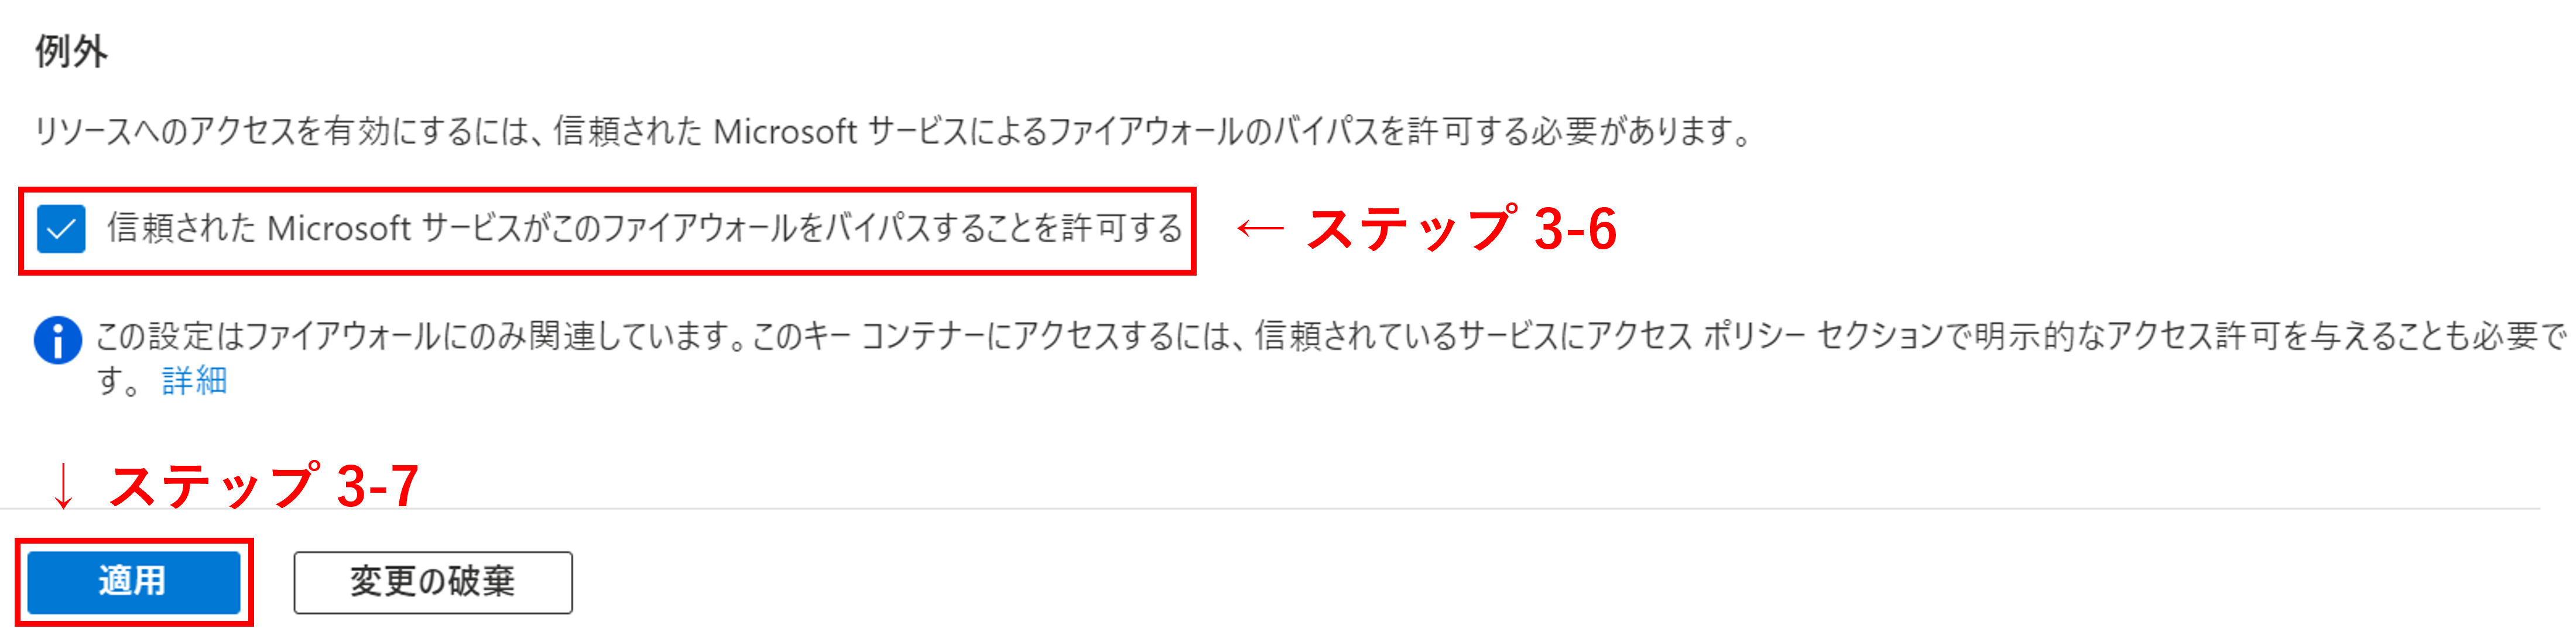 例外
リソースへのアクセスを有効にするには、信頼された Microsoft サービスによるファイアウォールのバイパスを許可する必要があります。
信頼された Microsoft サービスがこのファイアウォールをバイパスすることを許可する
← ステップ 3-6
この設定はファイアウォールにのみ関連しています。このキー コンテナーにアクセスするには、信頼されているサービスにアクセス ポリシー セクションで明示的なアクセス許可を与えることも必要で
す。 詳細
↓ ステップ 3-7
適用
変更の破棄